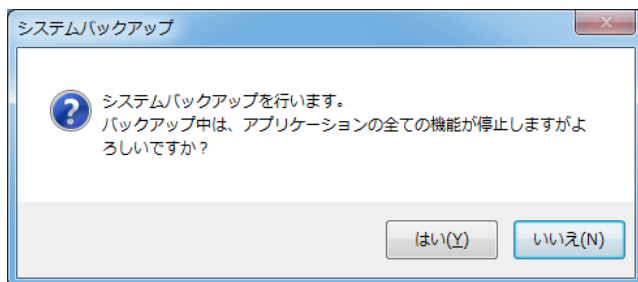 システムバックアップ
システムバックアップを行います。
バックアップ中は、アプリケーションの全ての機能が停止しますがよ
ろしいですか？
はい(Y)
いいえ(N)